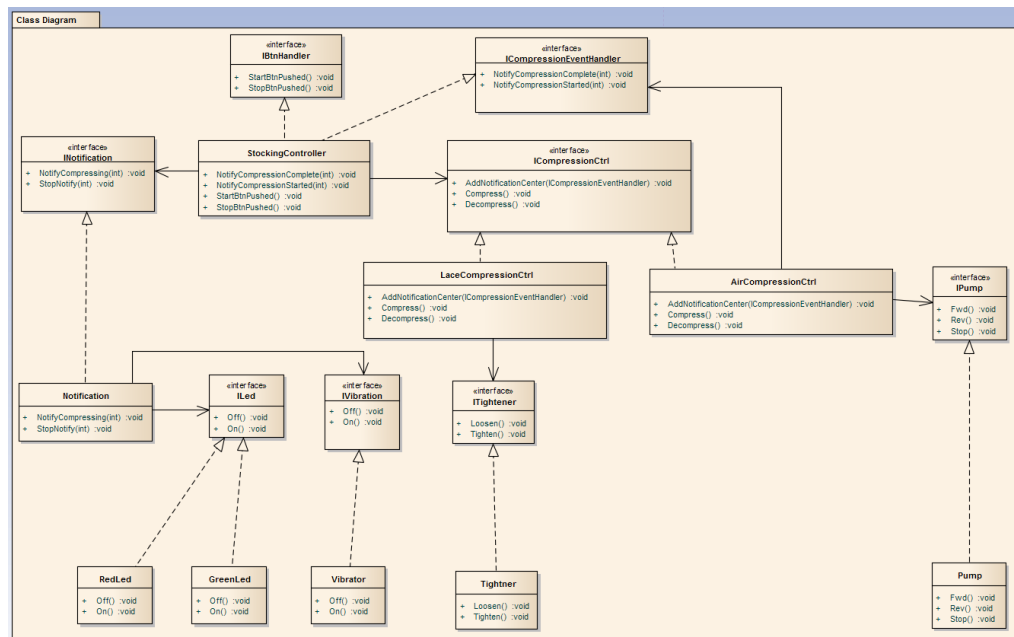 Class Diagram
«interface»
IBtnHandler
+ StartBtnPushed() :void
+ StopBtnPushed() :void
«interface»
ICompressionEventHandler
+ NotifyCompressionComplete(int) :void
+ NotifyCompressionStarted(int) :void
«interface»
INotification
+ NotifyCompressing(int) :void
+ StopNotify(int) :void
StockingController
+ NotifyCompressionComplete(int) :void
+ NotifyCompressionStarted(int) :void
+ StartBtnPushed() :void
+ StopBtnPushed() :void
«interface»
ICompressionCtrl
+ AddNotificationCenter(ICompressionEventHandler) :void
+ Compress() :void
+ Decompress() :void
LaceCompressionCtrl
+ AddNotificationCenter(ICompressionEventHandler) :void
+ Compress() :void
+ Decompress() :void
AirCompressionCtrl
+ AddNotificationCenter(ICompressionEventHandler) :void
+ Compress() :void
+ Decompress() :void
«interface»
IPump
+ Fwd() :void
+ Rev() :void
+ Stop() :void
Notification
+ NotifyCompressing(int) :void
+ StopNotify(int) :void
«interface»
ILed
+ Off() :void
+ On() :void
«interface»
IVibration
+ Off() :void
+ On() :void
«interface»
ITightener
+ Loosen() :void
+ Tighten() :void
RedLed
+ Off() :void
+ On() :void
GreenLed
+ Off() :void
+ On() :void
Vibrator
+ Off() :void
+ On() :void
Tightner
+ Loosen() :void
+ Tighten() :void
Pump
+ Fwd() :void
+ Rev() :void
+ Stop() :void